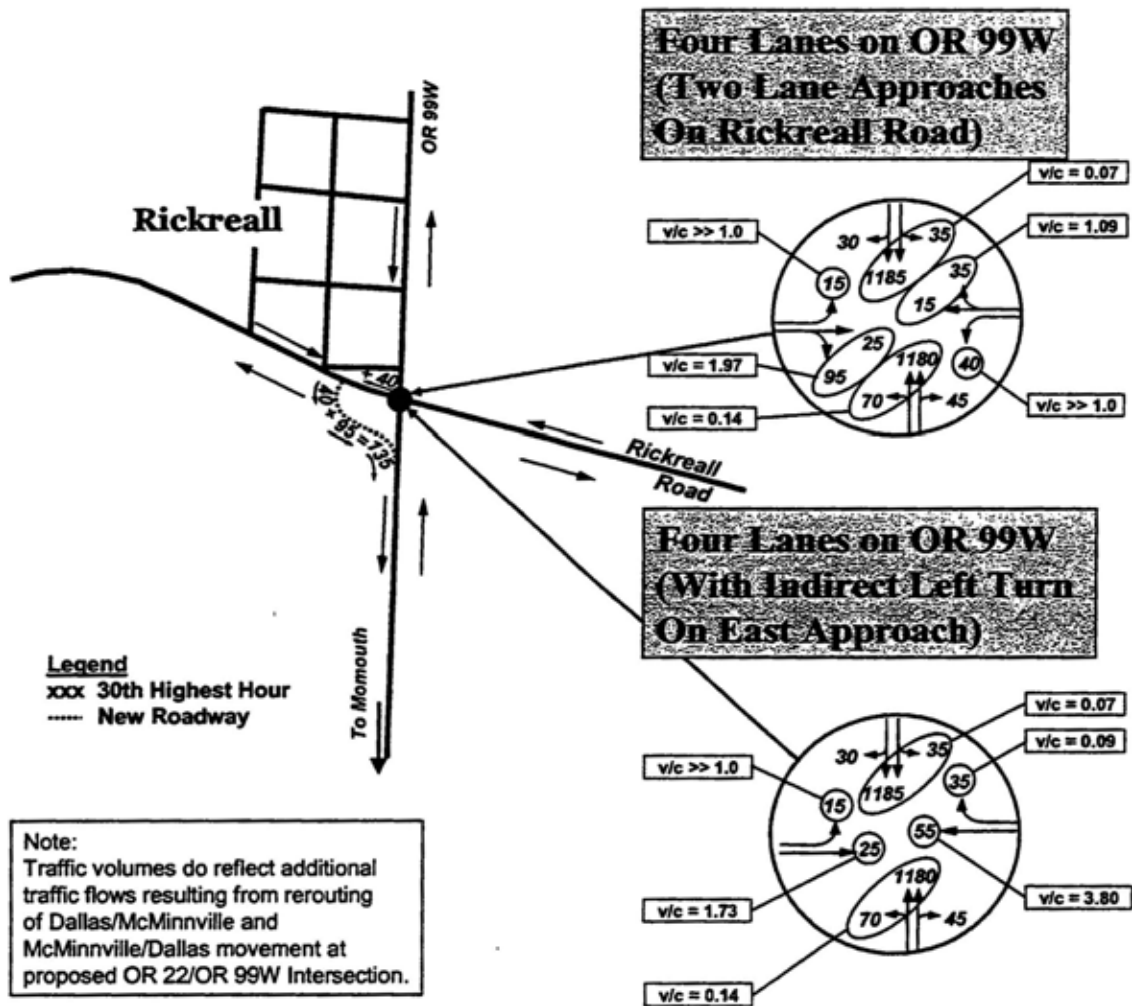 Four Lanes on OR 99W
(Two Lane Approaches
On Rickreall Road)
OR 99W
Rickreall
v/c = 0.07
v/c >> 1.0
v/c = 1.09
30
35
1185
15
35
15
25
95
1180
40
70
45
v/c = 1.97
v/c = 0.14
v/c >> 1.0
+ 40
40 + 95 = 735
Rickreall
Road
Four Lanes on OR 99W
(With Indirect Left Turn
On East Approach)
To Momouth
Legend
xxx 30th Highest Hour
...... New Roadway
v/c = 0.07
v/c >> 1.0
v/c = 0.09
30
35
1185
35
15
55
25
1180
70
45
v/c = 1.73
v/c = 3.80
v/c = 0.14
Note:
Traffic volumes do reflect additional
traffic flows resulting from rerouting
of Dallas/McMinnville and
McMinnville/Dallas movement at
proposed OR 22/OR 99W Intersection.